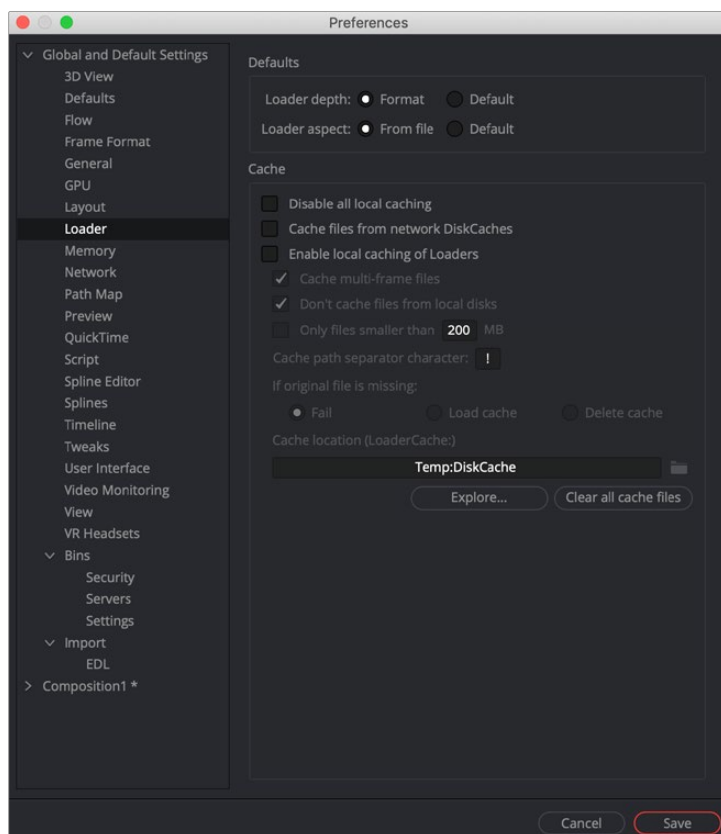 Preferences
Global and Default Settings
3D View
Defaults
Flow
Frame Format
General
GPU
Layout
Loader
Memory
Network
Path Map
Preview
QuickTime
Script
Spline Editor
Splines
Timeline
Tweaks
User Interface
Video Monitoring
View
VR Headsets
Bins
Security
Servers
Settings
Import
EDL
Composition1 *
Defaults
Loader depth: Format Default
Loader aspect: From file Default
Cache
Disable all local caching
Cache files from network DiskCaches
Enable local caching of Loaders
Cache multi-frame files
Don't cache files from local disks
Only files smaller than 200 MB
Cache path separator character: !
If original file is missing:
Fail Load cache Delete cache
Cache location (LoaderCache:)
Temp:DiskCache
Explore... Clear all cache files
Cancel Save